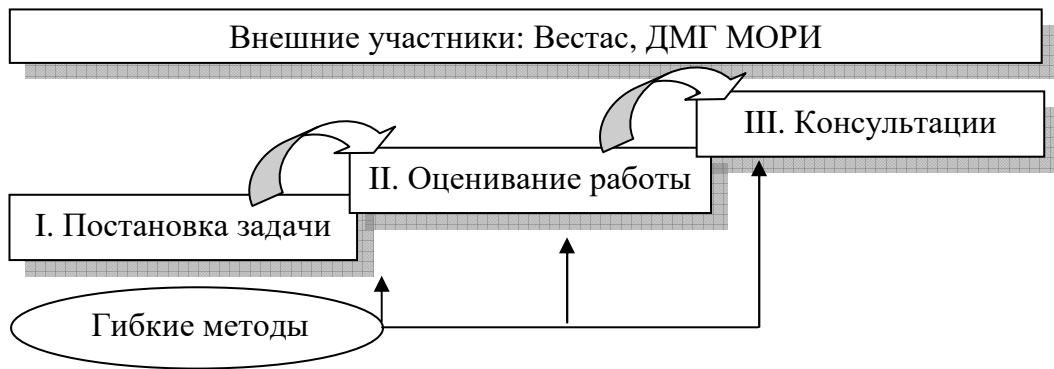 Внешние участники: Вестас, ДМГ МОРИ
III. Консультации
II. Оценивание работы
I. Постановка задачи
Гибкие методы